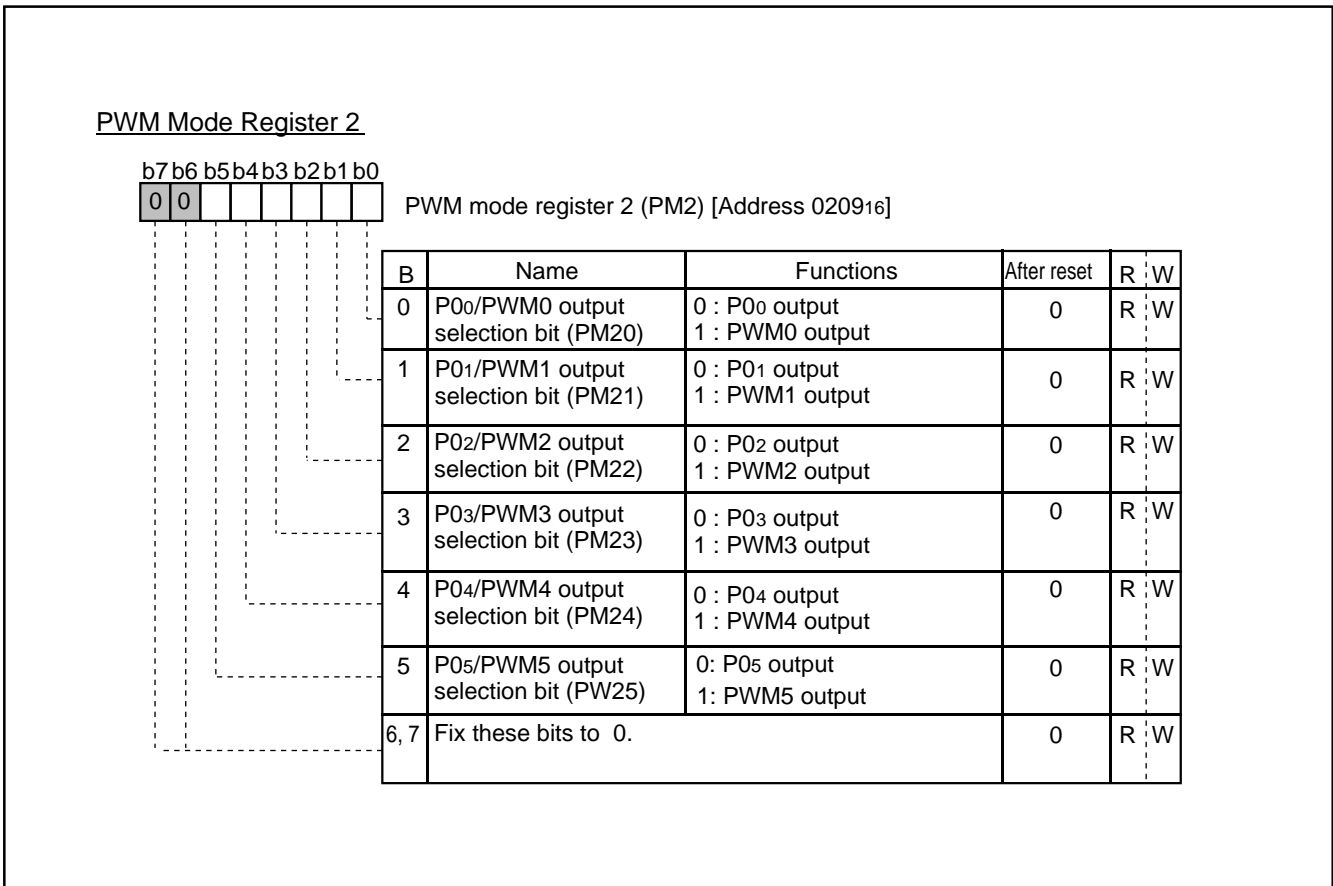 PWM Mode Register 2
b7 b6 b5 b4 b3 b2 b1 b0
0 0
PWM mode register 2 (PM2) [Address 020916]
B Name Functions After reset R W
0 P00/PWM0 output selection bit (PM20) 0 : P00 output 1 : PWM0 output 0 R W
1 P01/PWM1 output selection bit (PM21) 0 : P01 output 1 : PWM1 output 0 R W
2 P02/PWM2 output selection bit (PM22) 0 : P02 output 1 : PWM2 output 0 R W
3 P03/PWM3 output selection bit (PM23) 0 : P03 output 1 : PWM3 output 0 R W
4 P04/PWM4 output selection bit (PM24) 0 : P04 output 1 : PWM4 output 0 R W
5 P05/PWM5 output selection bit (PW25) 0: P05 output 1: PWM5 output 0 R W
6, 7 Fix these bits to 0. 0 R W